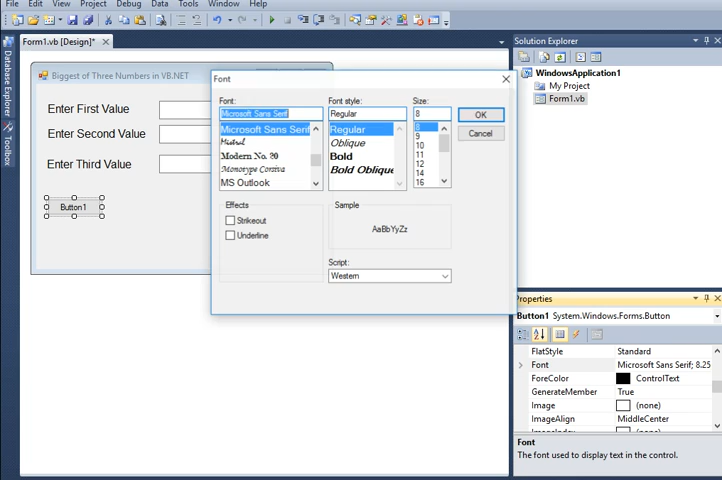 File Edit View Project Build Debug Data Tools Window Help
Form1.vb [Design]*
Database Explorer
Toolbox
Biggest of Three Numbers in VB.NET
Enter First Value
Enter Second Value
Enter Third Value
Button1
Font
Font:
Font style:
Size:
Microsoft Sans Serif
Regular
8
OK
Cancel
Microsoft Sans Serif
Mistral
Modern No. 20
Monotype Corsiva
MS Outlook
Regular
Oblique
Bold
Bold Oblique
8
9
10
11
12
14
16
Effects
Strikeout
Underline
Sample
AaBbYyZz
Script:
Western
Solution Explorer
WindowsApplication1
My Project
Form1.vb
Properties
Button1 System.Windows.Forms.Button
FlatStyle Standard
Font Microsoft Sans Serif; 8.25
ForeColor ControlText
GenerateMember True
Image (none)
ImageAlign MiddleCenter
ImageIndex (none)
Font
The font used to display text in the control.